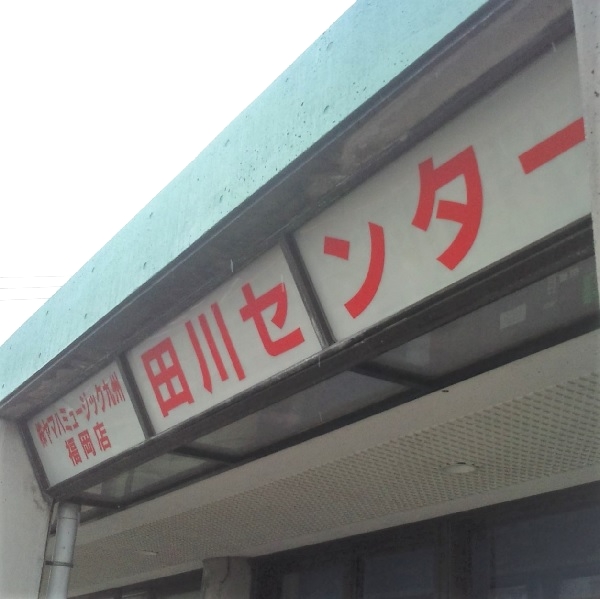 ㈱ヤマハミュージック九州
福岡店
田川センター